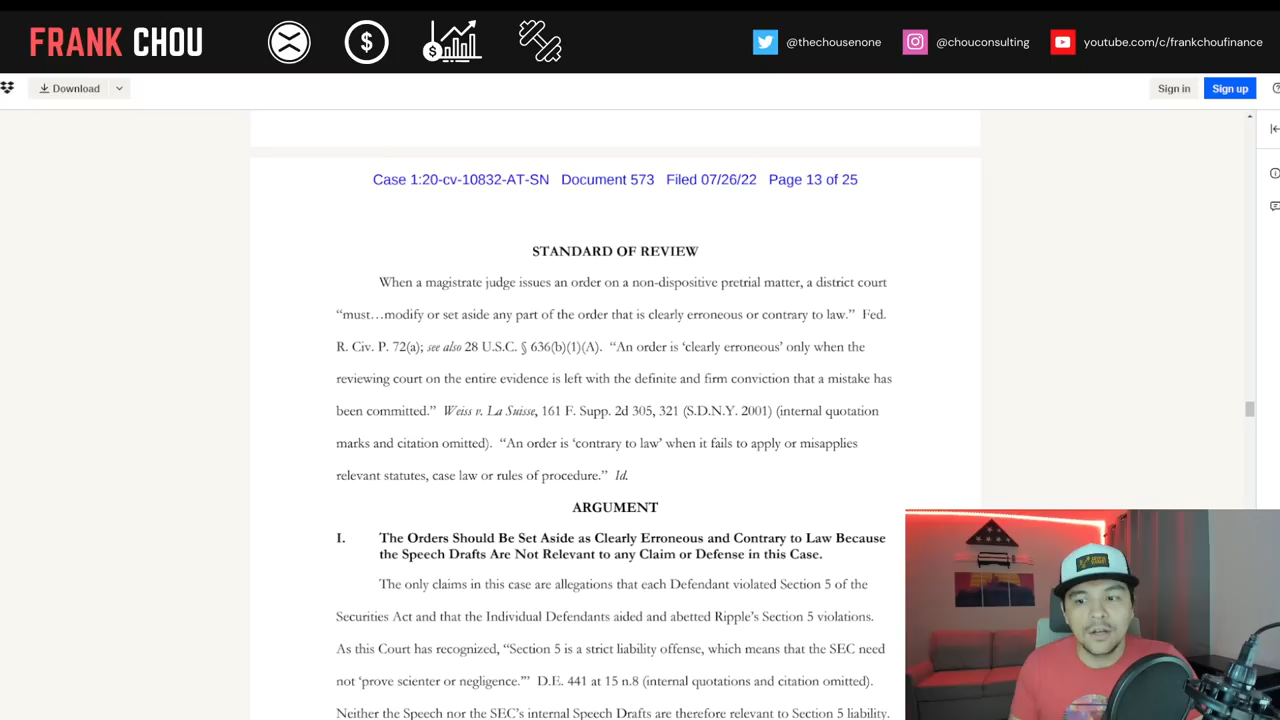 FRANK CHOU
@thechousenone
@chouconsulting
youtube.com/c/frankchoufinance
Download
Sign in
Sign up
Case 1:20-cv-10832-AT-SN Document 573 Filed 07/26/22 Page 13 of 25
STANDARD OF REVIEW
When a magistrate judge issues an order on a non-dispositive pretrial matter, a district court
“must…modify or set aside any part of the order that is clearly erroneous or contrary to law.” Fed.
R. Civ. P. 72(a); see also 28 U.S.C. § 636(b)(1)(A). “An order is ‘clearly erroneous’ only when the
reviewing court on the entire evidence is left with the definite and firm conviction that a mistake has
been committed.” Weiss v. La Suisse, 161 F. Supp. 2d 305, 321 (S.D.N.Y. 2001) (internal quotation
marks and citation omitted). “An order is ‘contrary to law’ when it fails to apply or misapplies
relevant statutes, case law or rules of procedure.” Id.
ARGUMENT
I. The Orders Should Be Set Aside as Clearly Erroneous and Contrary to Law Because
the Speech Drafts Are Not Relevant to any Claim or Defense in this Case.
The only claims in this case are allegations that each Defendant violated Section 5 of the
Securities Act and that the Individual Defendants aided and abetted Ripple’s Section 5 violations.
As this Court has recognized, “Section 5 is a strict liability offense, which means that the SEC need
not ‘prove scienter or negligence.’” D.E. 441 at 15 n.8 (internal quotations and citation omitted).
Neither the Speech nor the SEC’s internal Speech Drafts are therefore relevant to Section 5 liability.